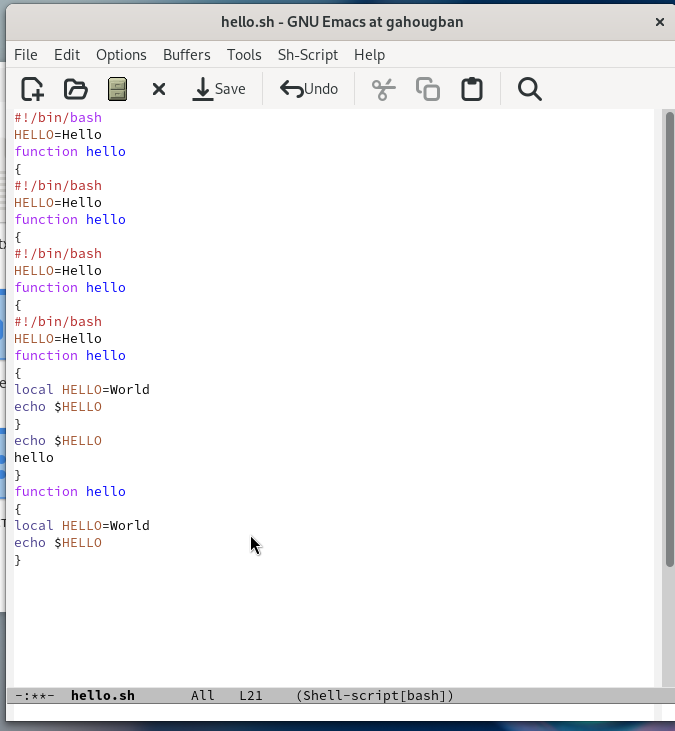 hello.sh - GNU Emacs at gahougban ×
File Edit Options Buffers Tools Sh-Script Help
Save Undo
#!/bin/bash
HELLO=Hello
function hello
{
#!/bin/bash
HELLO=Hello
function hello
{
#!/bin/bash
HELLO=Hello
function hello
{
#!/bin/bash
HELLO=Hello
function hello
{
local HELLO=World
echo $HELLO
}
echo $HELLO
hello
}
function hello
{
local HELLO=World
echo $HELLO
}
-:**- hello.sh All L21 (Shell-script[bash])